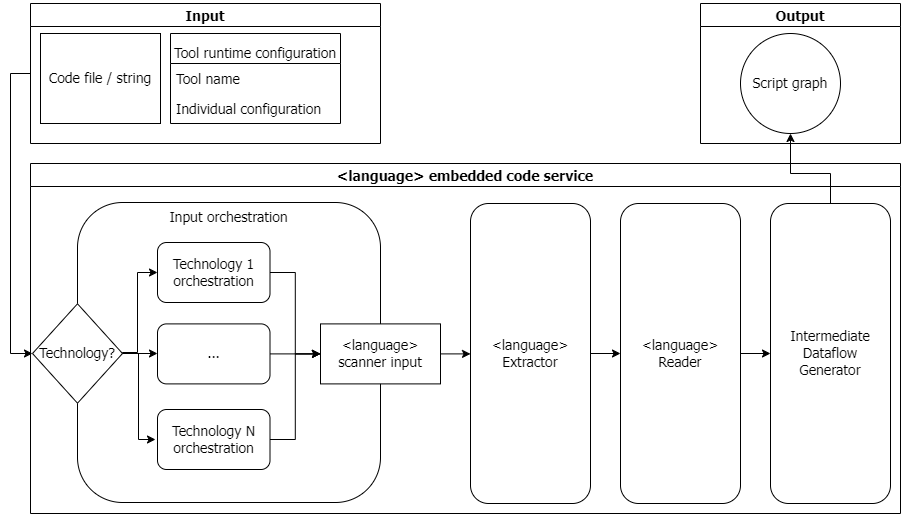 Input
Code file / string
Tool runtime configuration
Tool name
Individual configuration
Output
Script graph
<language> embedded code service
Input orchestration
Technology?
Technology 1
orchestration
...
Technology N
orchestration
<language>
scanner input
<language>
Extractor
<language>
Reader
Intermediate
Dataflow
Generator